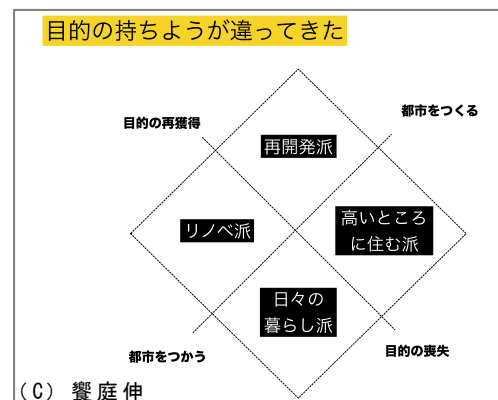 目的の持ちようが違ってきた
都市をつくる
目的の再獲得
再開発派
高いところ
に住む派
リノベ派
日々の
暮らし派
目的の喪失
都市をつかう
(C) 饗庭伸